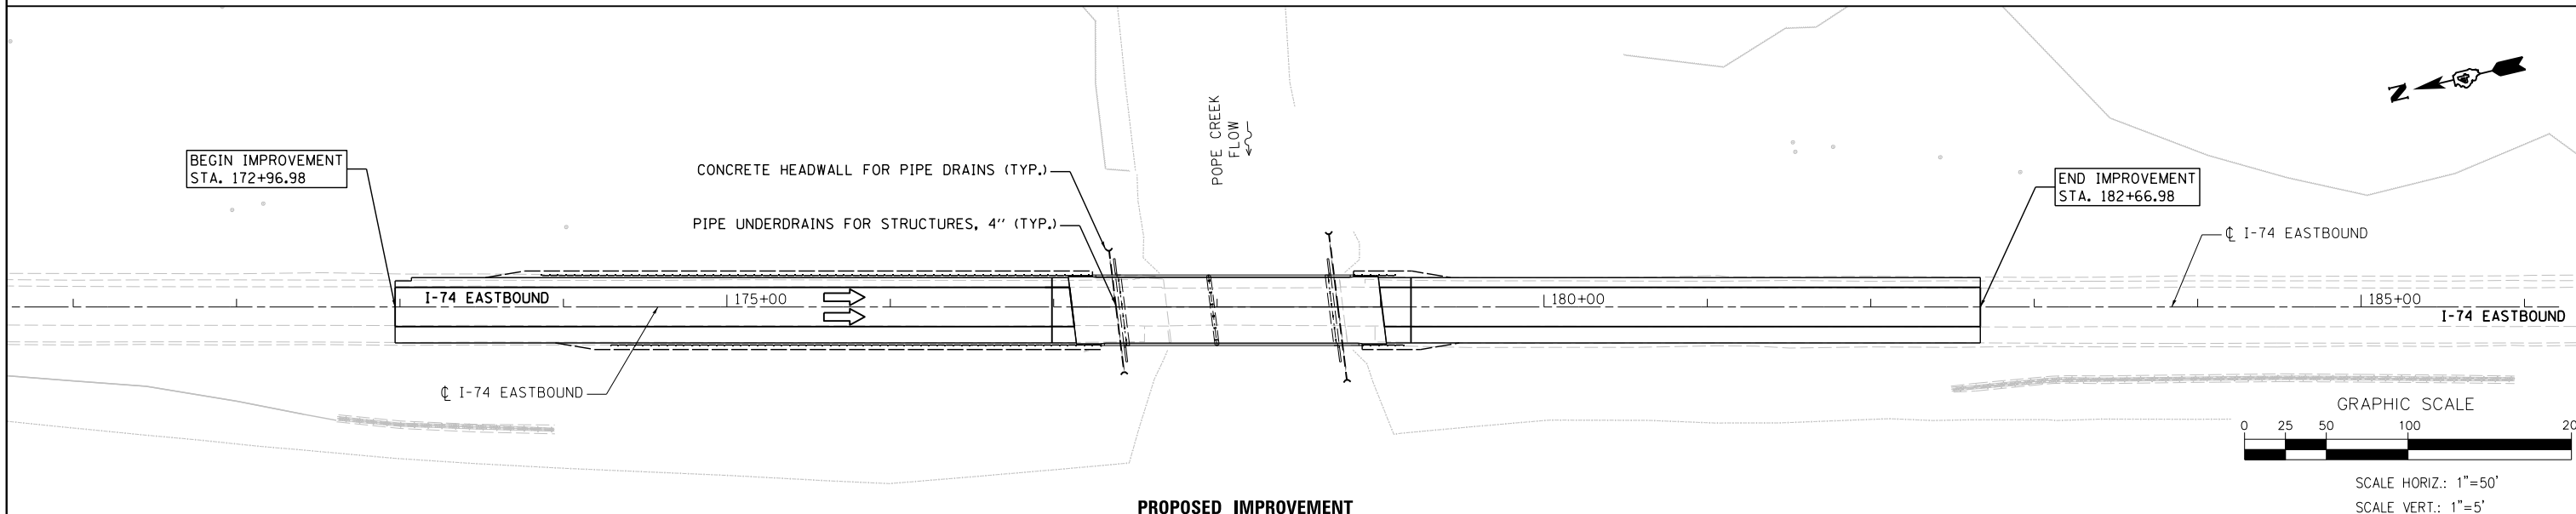 N
POPE CREEK
FLOW
BEGIN IMPROVEMENT
STA. 172+96.98
CONCRETE HEADWALL FOR PIPE DRAINS (TYP.)
PIPE UNDERDRAINS FOR STRUCTURES, 4" (TYP.)
END IMPROVEMENT
STA. 182+66.98
℄ I-74 EASTBOUND
I-74 EASTBOUND
175+00
180+00
185+00
I-74 EASTBOUND
℄ I-74 EASTBOUND
GRAPHIC SCALE
0 25 50 100 20
SCALE HORIZ.: 1"=50'
SCALE VERT.: 1"=5'
PROPOSED IMPROVEMENT